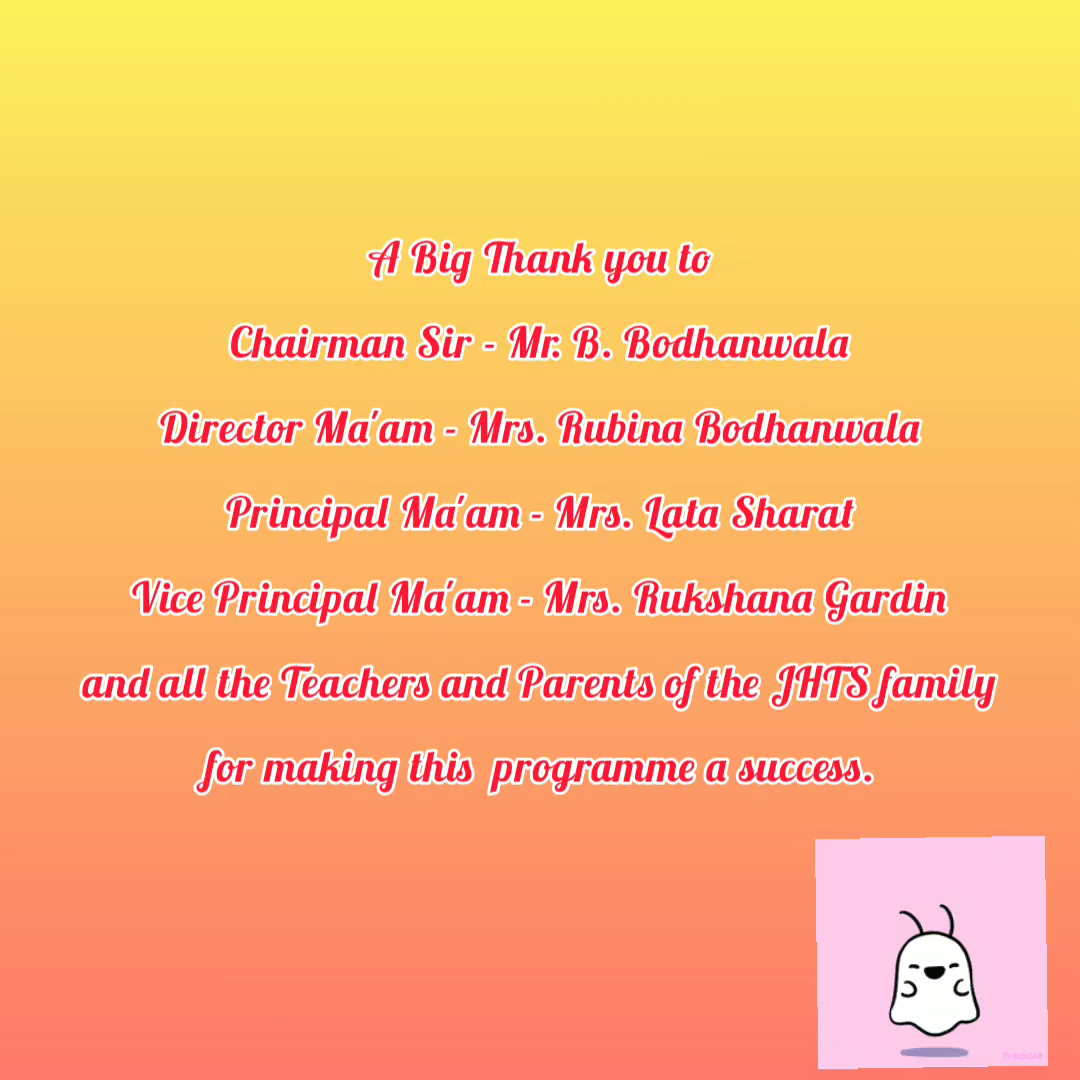 A Big Thank you to
Chairman Sir - Mr. B. Bodhanwala
Director Ma'am - Mrs. Rubina Bodhanwala
Principal Ma'am - Mrs. Lata Sharat
Vice Principal Ma'am - Mrs. Rukshana Gardin
and all the Teachers and Parents of the JHTS family
for making this programme a success.